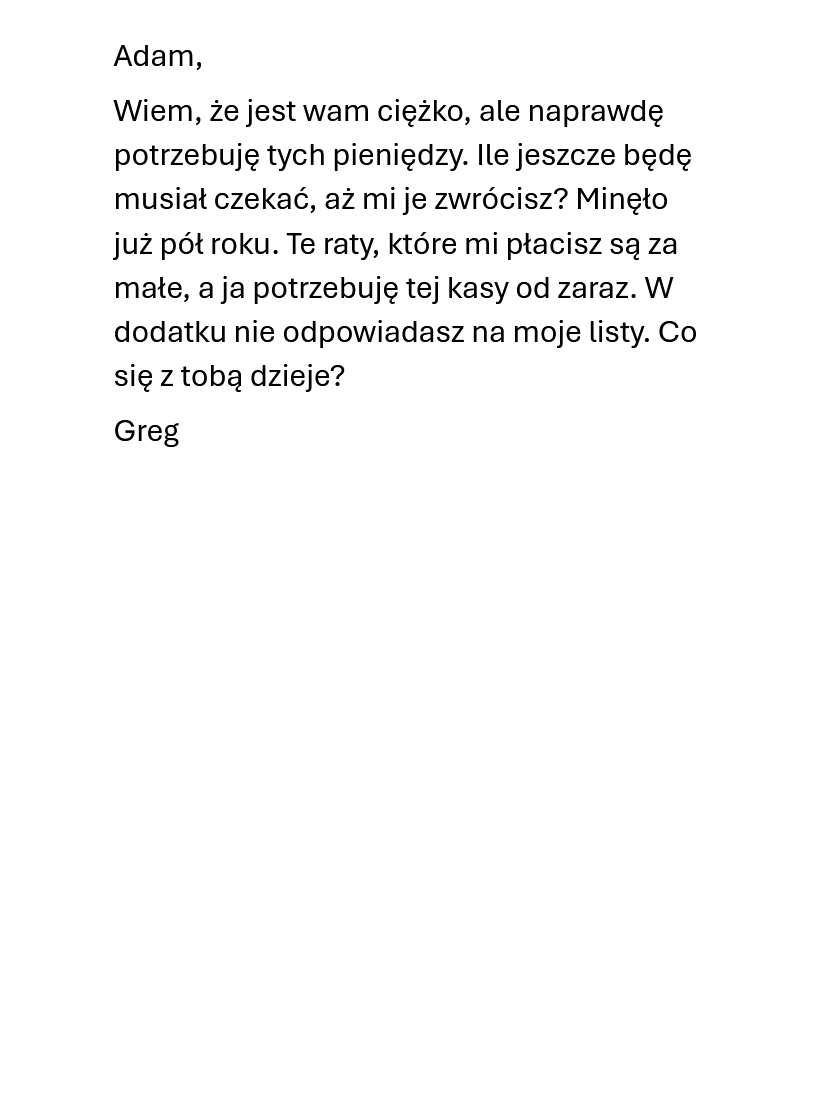 Adam,
Wiem, że jest wam ciężko, ale naprawdę
potrzebuję tych pieniędzy. Ile jeszcze będę
musiał czekać, aż mi je zwrócisz? Minęło
już pół roku. Te raty, które mi płacisz są za
małe, a ja potrzebuję tej kasy od zaraz. W
dodatku nie odpowiadasz na moje listy. Co
się z tobą dzieje?
Greg